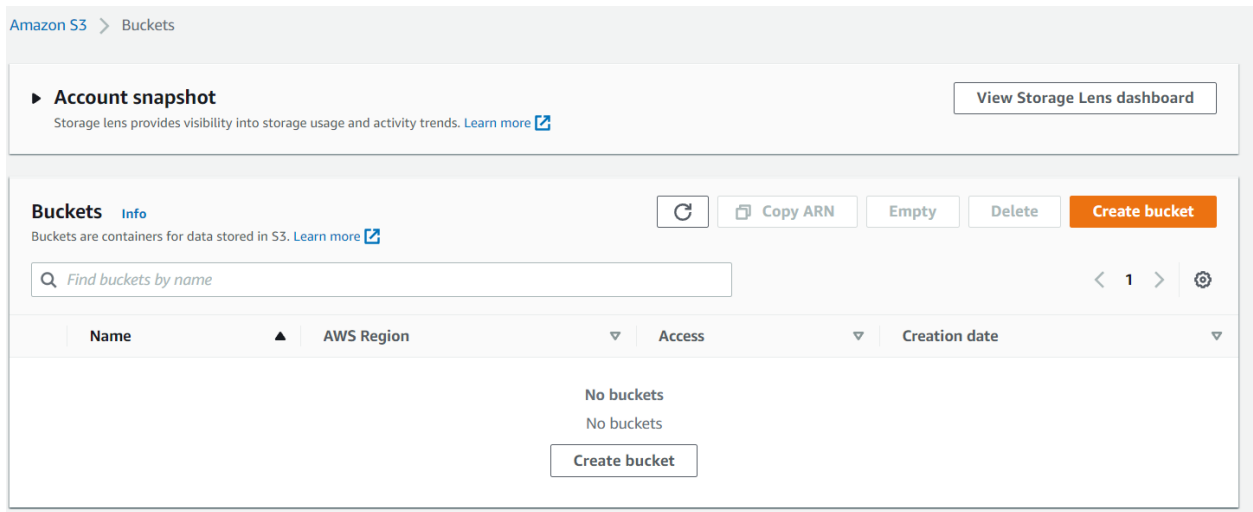 Amazon S3 > Buckets
Account snapshot
View Storage Lens dashboard
Storage lens provides visibility into storage usage and activity trends. Learn more
Buckets Info
Copy ARN Empty Delete Create bucket
Buckets are containers for data stored in S3. Learn more
Find buckets by name
1
Name AWS Region Access Creation date
No buckets
No buckets
Create bucket